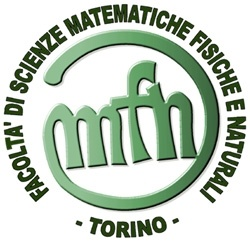 FACOLTA' DI SCIENZE MATEMATICHE FISICHE E NATURALI
mfn
- TORINO -